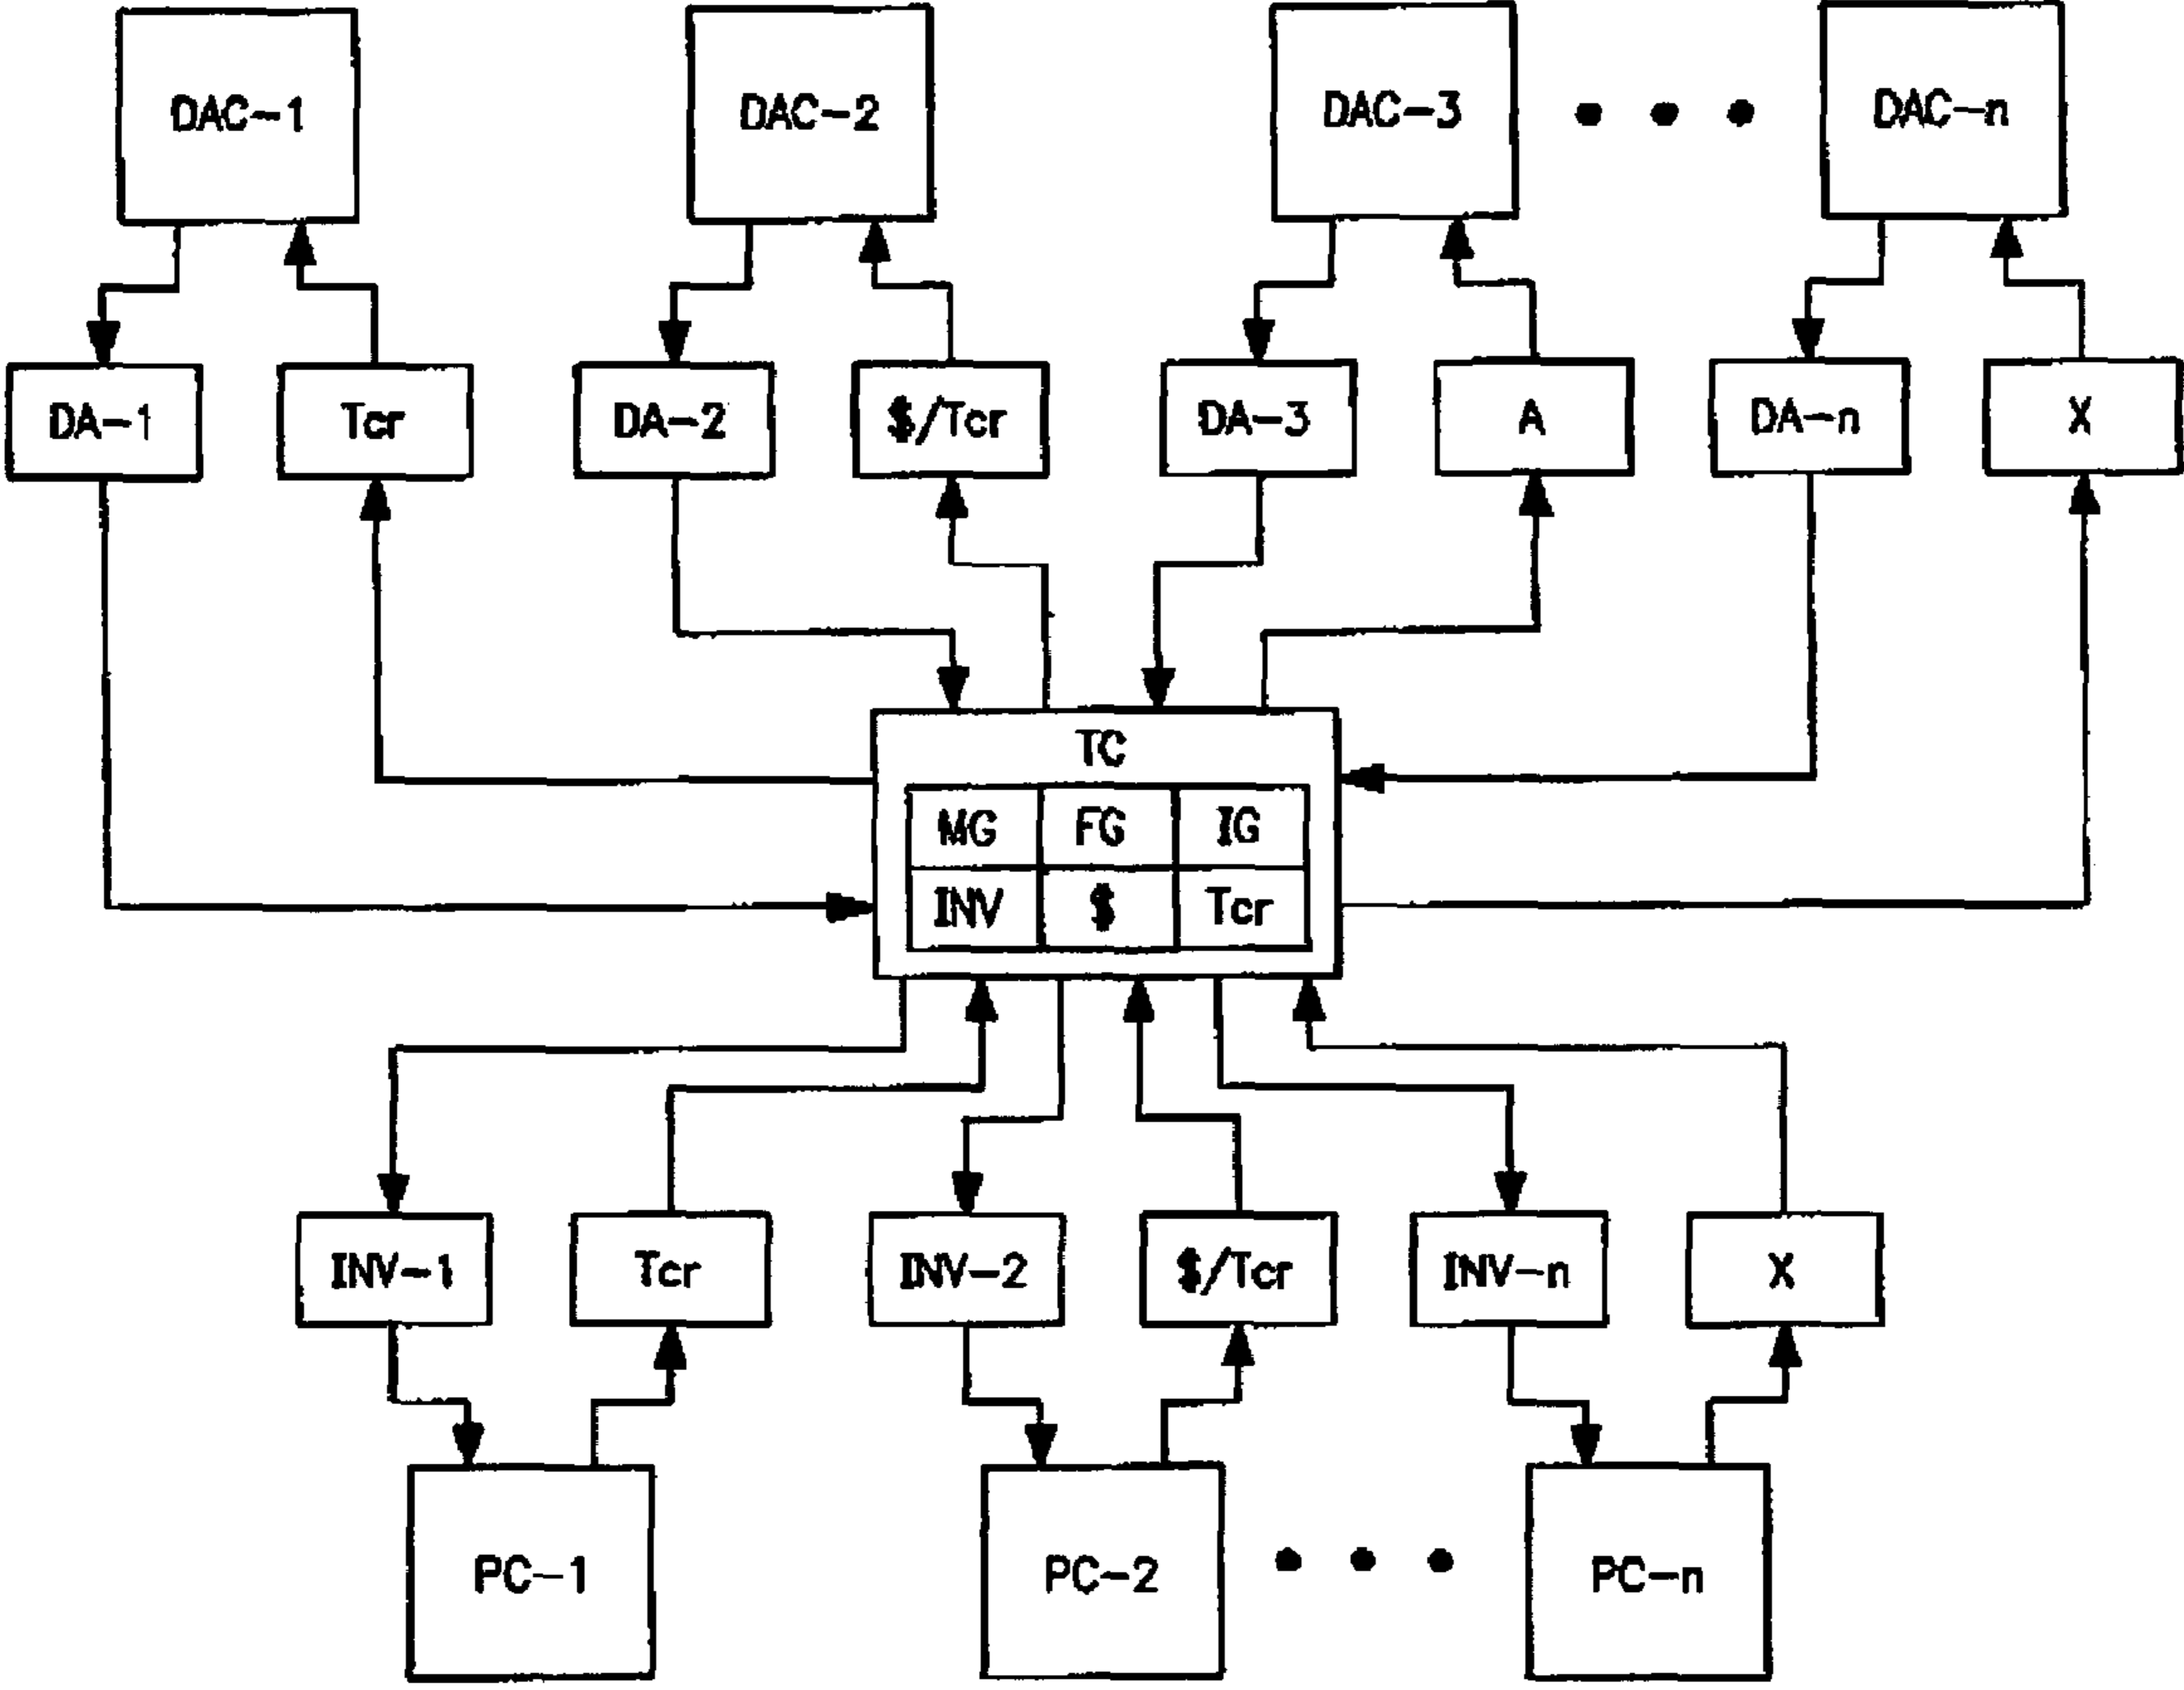 DAC-1
DAC-2
DAC-3
DAC-n
DA-1
Tcr
DA-2
$/Tcr
DA-3
A
DA-n
X
TC
MG
FG
IG
INV
$
Tcr
INV-1
Tcr
INV-2
$/Tcr
INV-n
X
PC-1
PC-2
PC-n